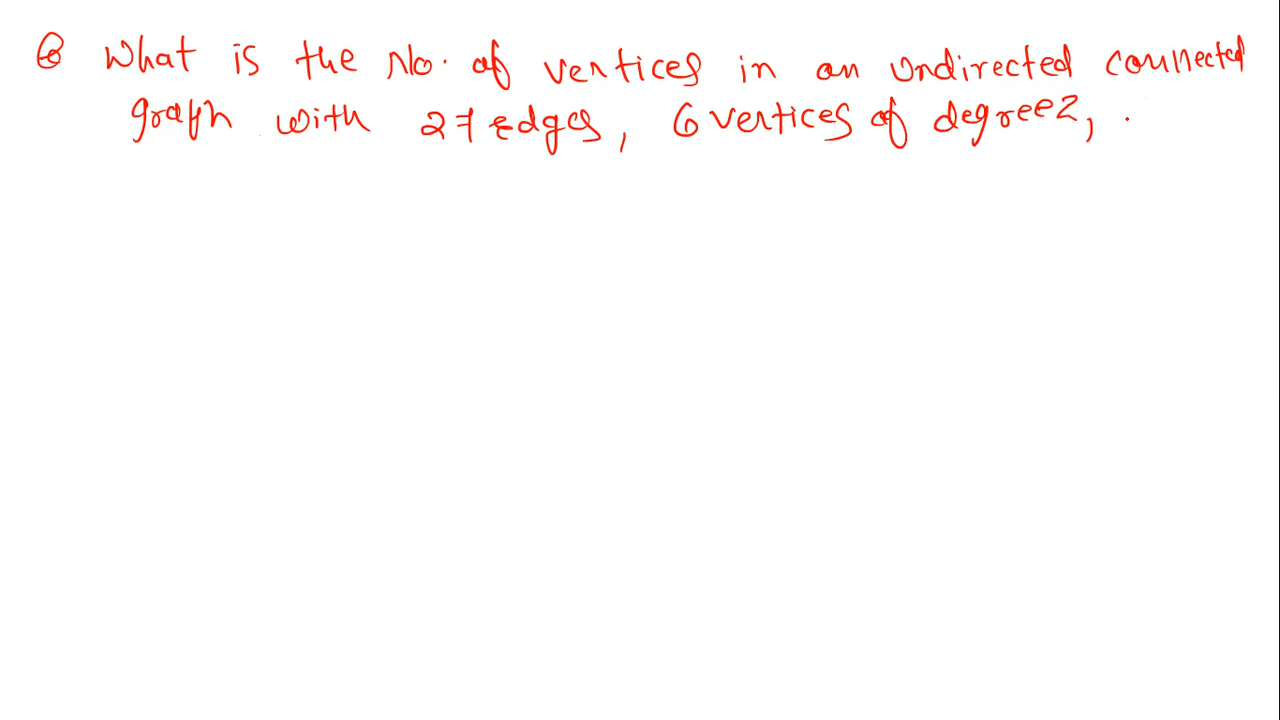 Q What is the No. of vertices in an undirected connected
graph with 27 edges, 6 vertices of degree 2, .